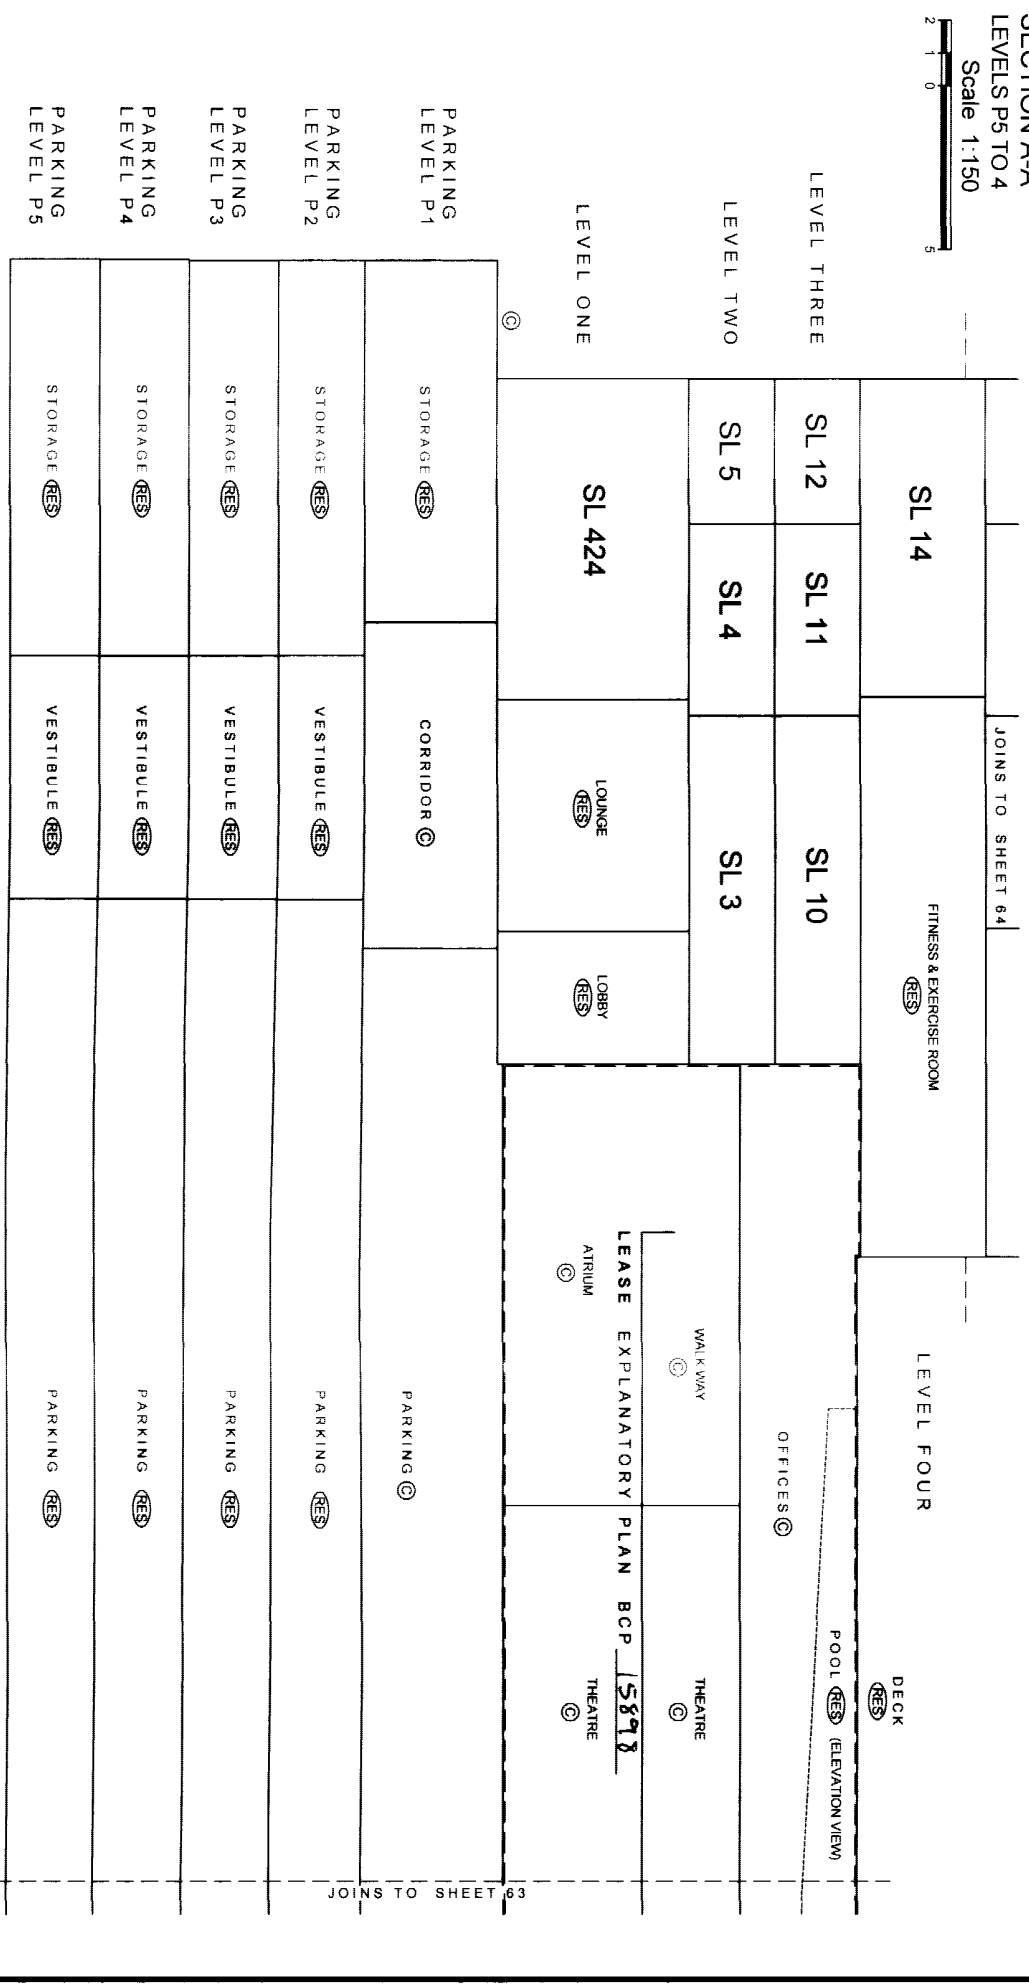 SECTION A-A
LEVELS P5 TO 4
Scale 1:150
2 1 0 5
JOINS TO SHEET 64
LEVEL FOUR
SL 14
FITNESS & EXERCISE ROOM
RES
DECK
RES
LEVEL THREE
SL 12
SL 11
SL 10
OFFICES ©
POOL RES (ELEVATION VIEW)
LEVEL TWO
SL 5
SL 4
SL 3
WALKWAY
©
THEATRE
©
LEASE EXPLANATORY PLAN BCP 15898
LEVEL ONE
SL 424
LOUNGE
RES
LOBBY
RES
ATRIUM
©
THEATRE
©
©
JOINS TO SHEET 63
PARKING
LEVEL P1
STORAGE RES
CORRIDOR ©
PARKING ©
PARKING
LEVEL P2
STORAGE RES
VESTIBULE RES
PARKING RES
PARKING
LEVEL P3
STORAGE RES
VESTIBULE RES
PARKING RES
PARKING
LEVEL P4
STORAGE RES
VESTIBULE RES
PARKING RES
PARKING
LEVEL P5
STORAGE RES
VESTIBULE RES
PARKING RES